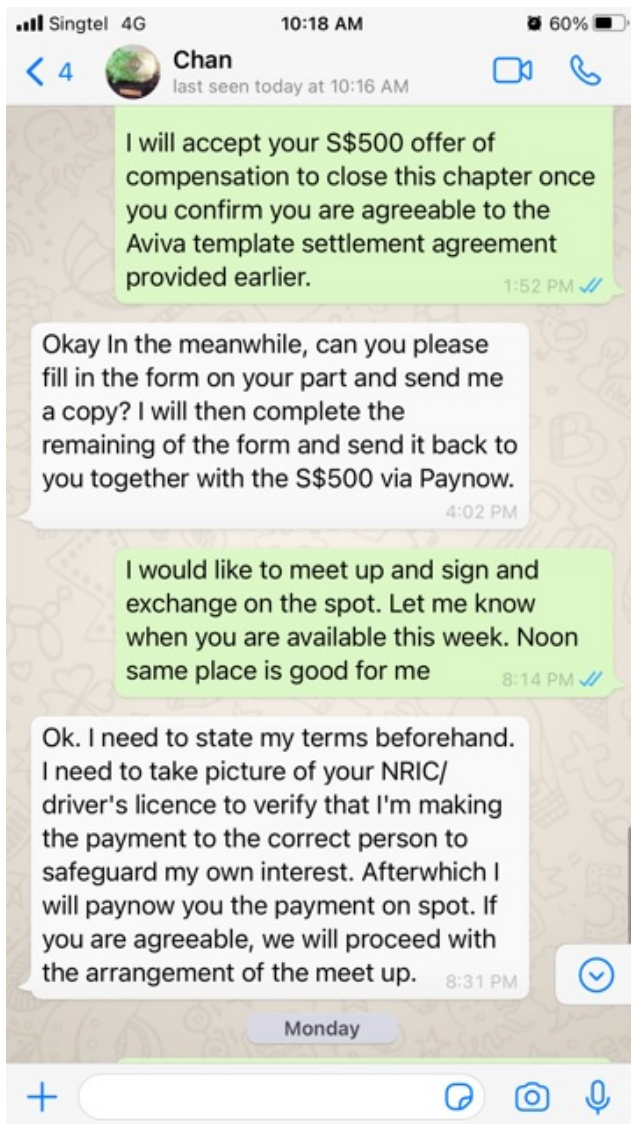 Singtel 4G 10:18 AM 60%
4 Chan
last seen today at 10:16 AM
I will accept your S$500 offer of
compensation to close this chapter once
you confirm you are agreeable to the
Aviva template settlement agreement
provided earlier. 1:52 PM
Okay In the meanwhile, can you please
fill in the form on your part and send me
a copy? I will then complete the
remaining of the form and send it back to
you together with the S$500 via Paynow.
4:02 PM
I would like to meet up and sign and
exchange on the spot. Let me know
when you are available this week. Noon
same place is good for me 8:14 PM
Ok. I need to state my terms beforehand.
I need to take picture of your NRIC/
driver's licence to verify that I'm making
the payment to the correct person to
safeguard my own interest. Afterwhich I
will paynow you the payment on spot. If
you are agreeable, we will proceed with
the arrangement of the meet up. 8:31 PM
Monday